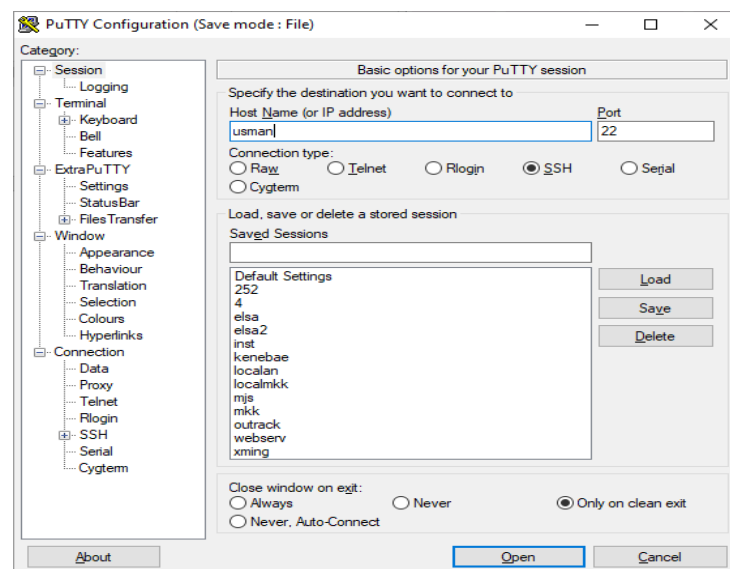 PuTTY Configuration (Save mode : File)
Category:
Session
Logging
Terminal
Keyboard
Bell
Features
ExtraPuTTY
Settings
StatusBar
FilesTransfer
Window
Appearance
Behaviour
Translation
Selection
Colours
Hyperlinks
Connection
Data
Proxy
Telnet
Rlogin
SSH
Serial
Cygterm
Basic options for your PuTTY session
Specify the destination you want to connect to
Host Name (or IP address) Port
usman 22
Connection type:
Raw Telnet Rlogin SSH Serial
Cygterm
Load, save or delete a stored session
Saved Sessions
Default Settings
252
4
elsa
elsa2
inst
kenebae
localan
localmkk
mjs
mkk
outrack
webserv
xming
Load
Save
Delete
Close window on exit:
Always Never Only on clean exit
Never, Auto-Connect
About Open Cancel